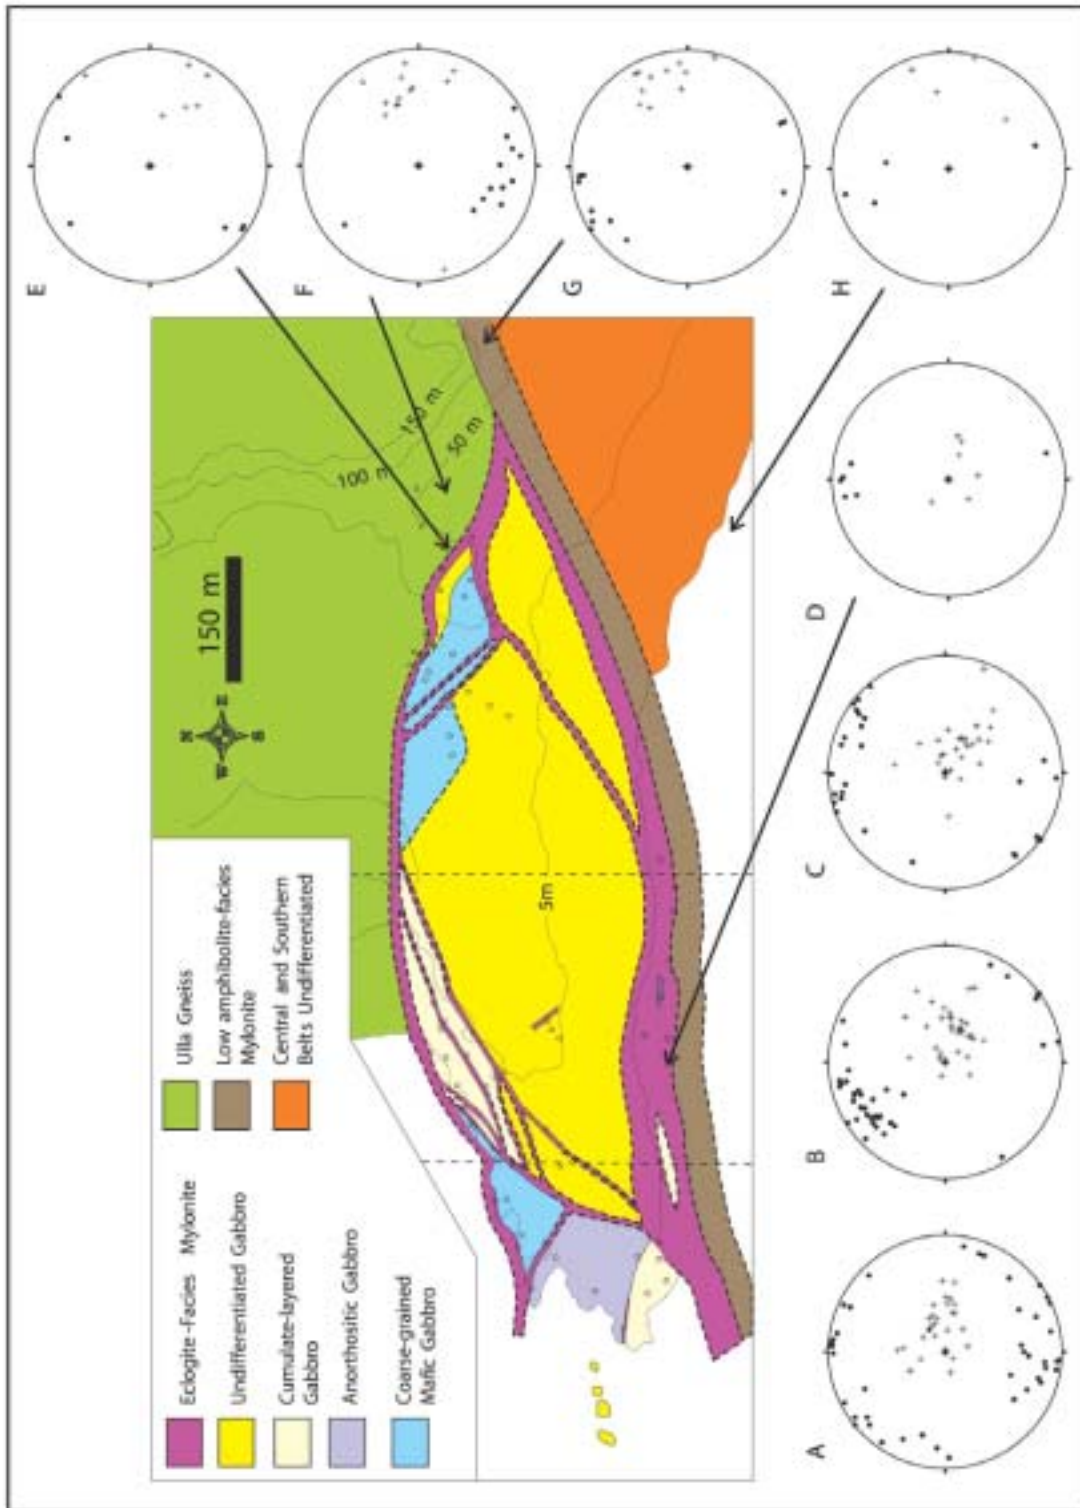 Eclogite-Facies Mylonite
Undifferentiated Gabbro
Cumulate-layered
Gabbro
Anorthositic Gabbro
Coarse-grained
Mafic Gabbro
Ulla Gneiss
Low amphibolite-facies
Mylonite
Central and Southern
Belts Undifferentiated
N
W
E
S
150 m
100 m
150 m
50 m
5m
A
B
C
D
E
F
G
H